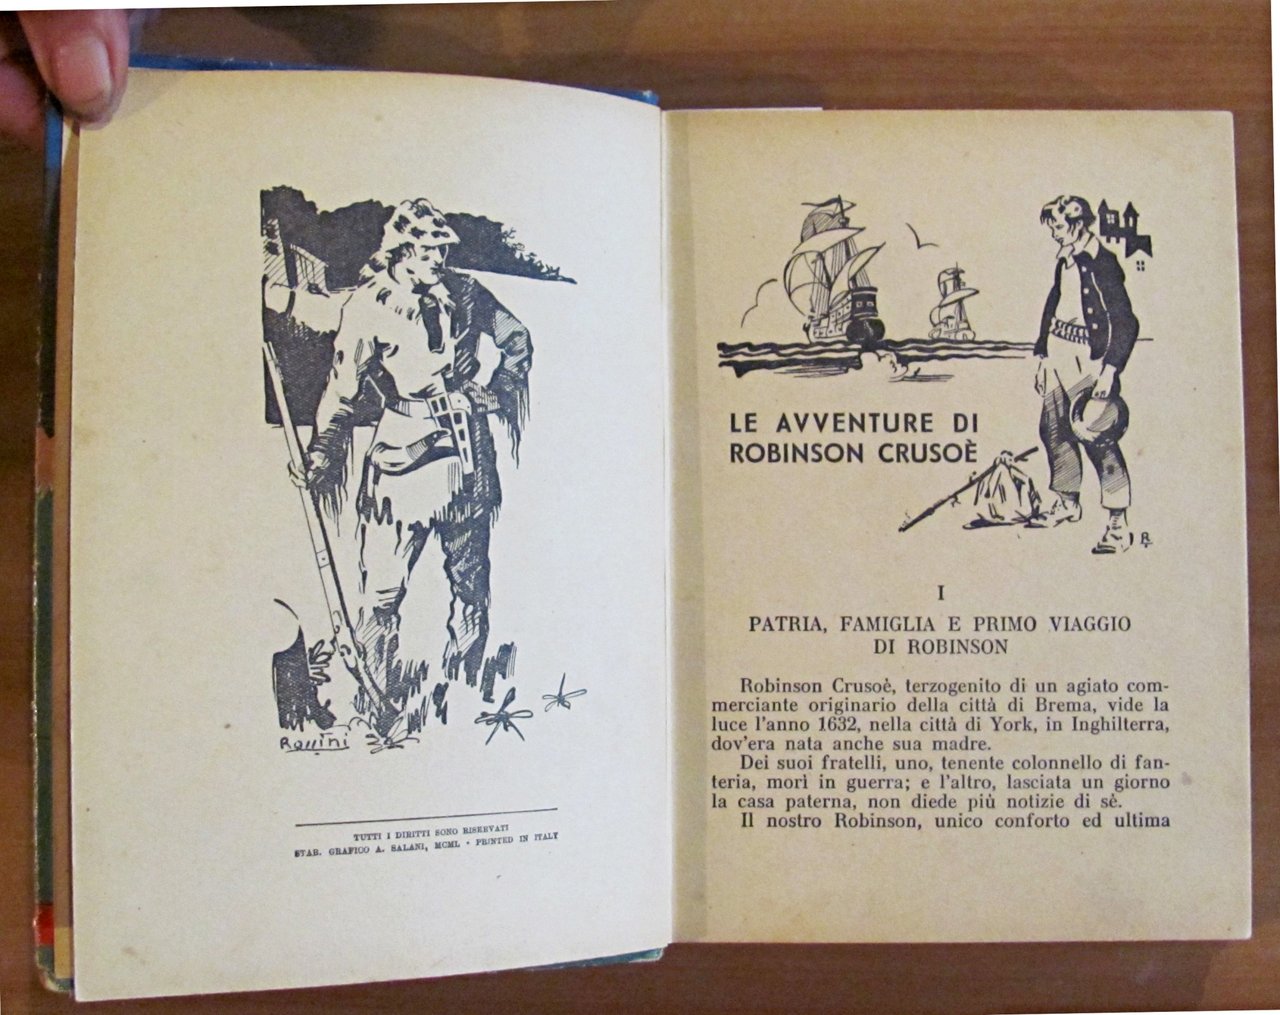 TUTTI I DIRITTI SONO RISERVATI
STAB. GRAFICO A. SALANI, MCML • PRINTED IN ITALY
LE AVVENTURE DI
ROBINSON CRUSOÈ
I
PATRIA, FAMIGLIA E PRIMO VIAGGIO
DI ROBINSON
Robinson Crusoè, terzogenito di un agiato com-
merciante originario della città di Brema, vide la
luce l'anno 1632, nella città di York, in Inghilterra,
dov'era nata anche sua madre.
Dei suoi fratelli, uno, tenente colonnello di fan-
teria, morì in guerra; e l'altro, lasciata un giorno
la casa paterna, non diede più notizie di sè.
Il nostro Robinson, unico conforto ed ultima